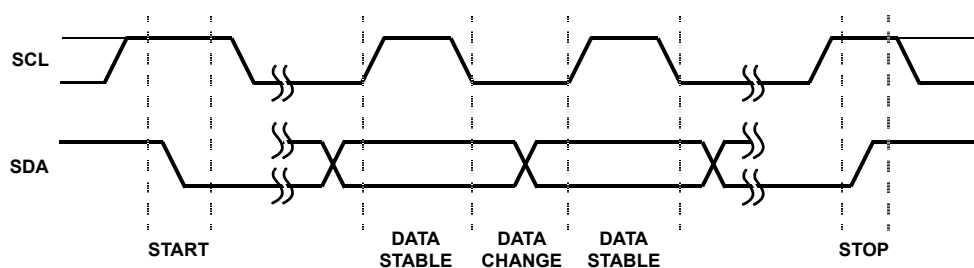 SCL
SDA
START
DATA
STABLE
DATA
CHANGE
DATA
STABLE
STOP